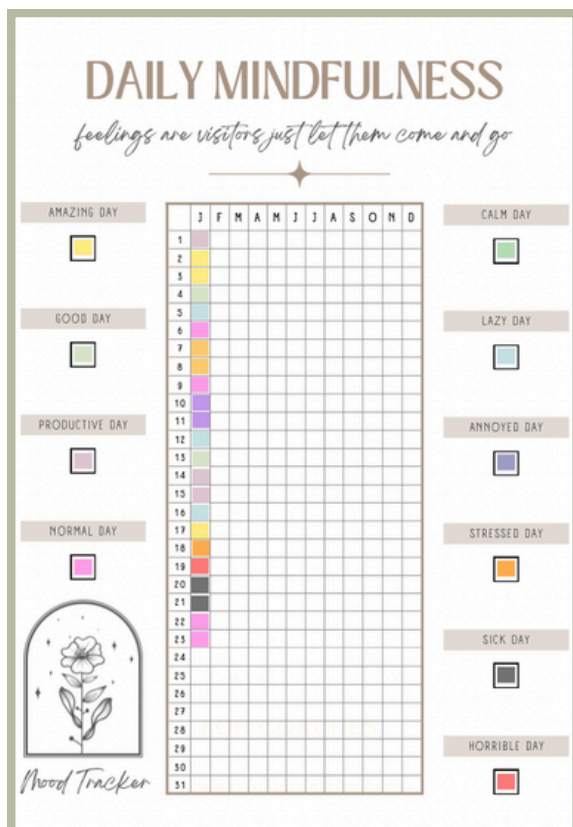 DAILY MINDFULNESS
feelings are visitors just let them come and go
AMAZING DAY
GOOD DAY
PRODUCTIVE DAY
NORMAL DAY
Mood Tracker
J F M A M J J A S O N D
1
2
3
4
5
6
7
8
9
10
11
12
13
14
15
16
17
18
19
20
21
22
23
24
25
26
27
28
29
30
31
CALM DAY
LAZY DAY
ANNOYED DAY
STRESSED DAY
SICK DAY
HORRIBLE DAY